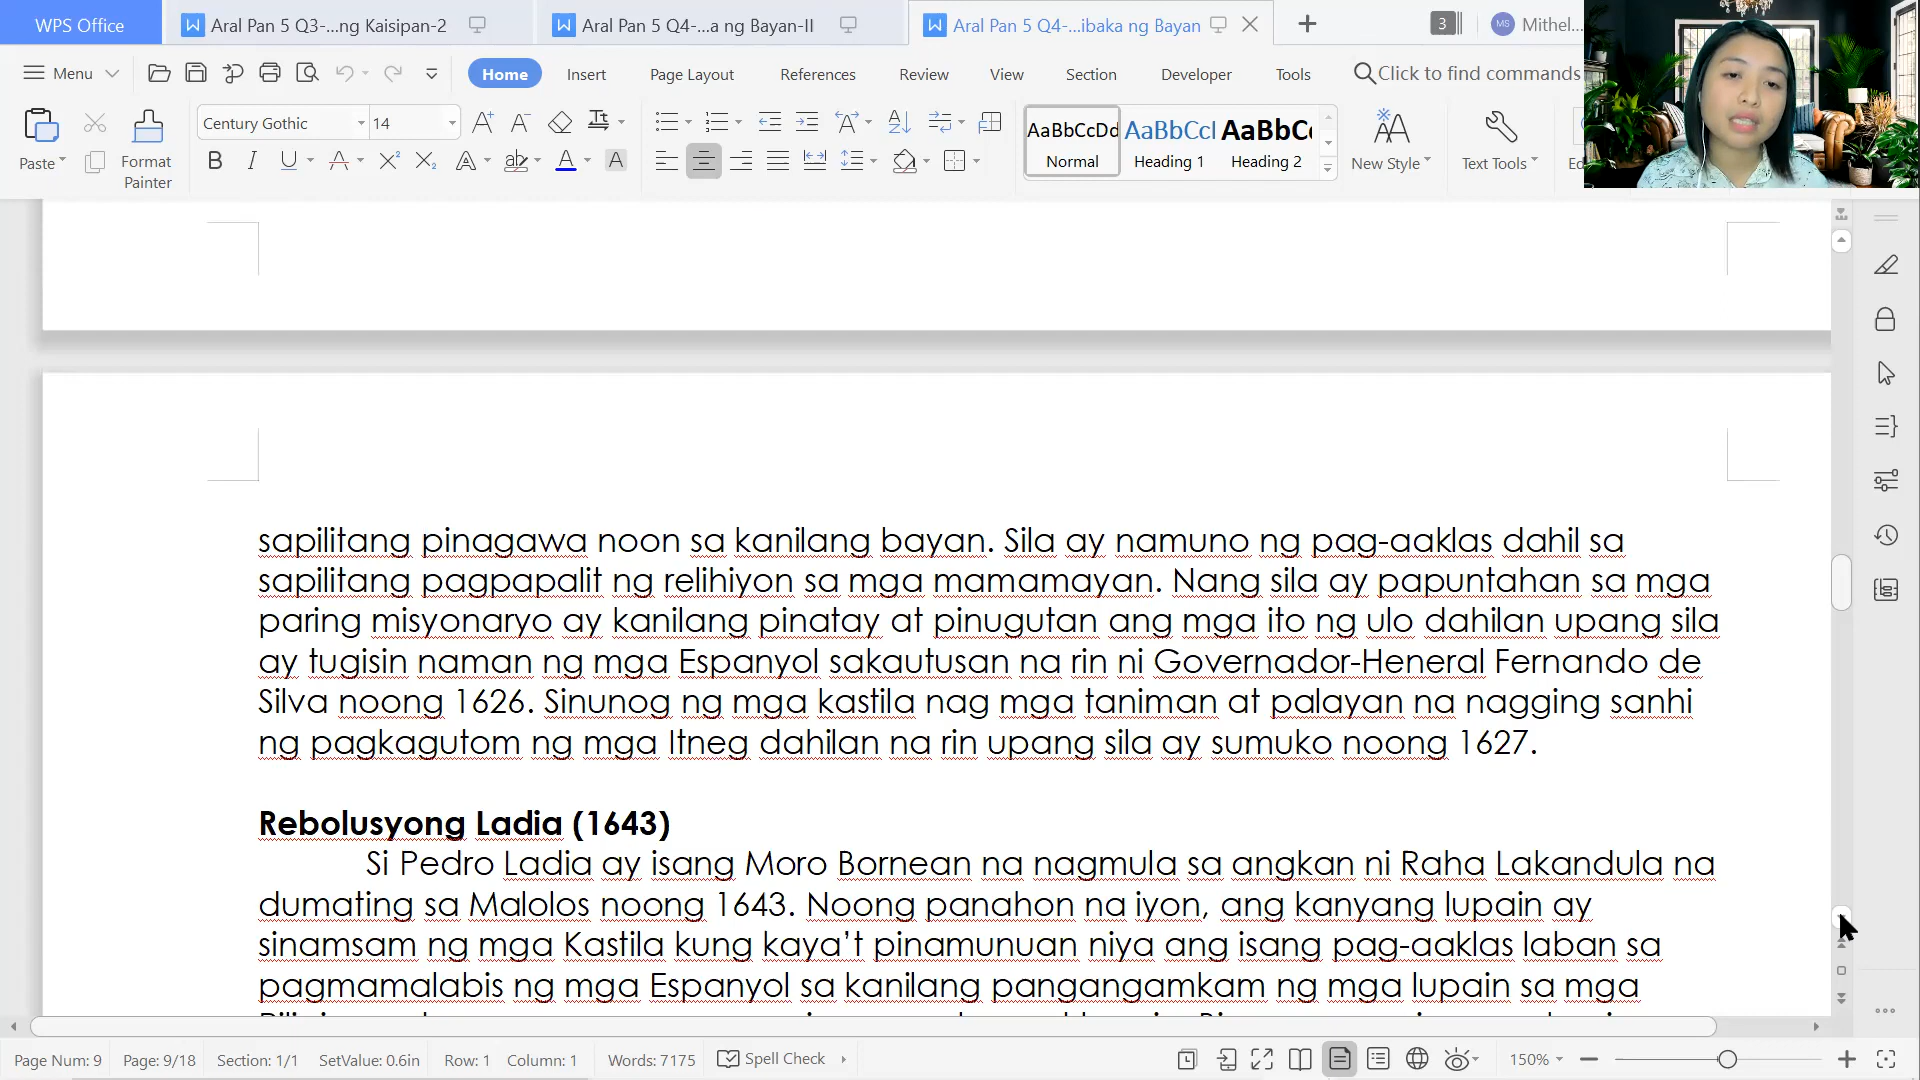 WPS Office
Aral Pan 5 Q3-...ng Kaisipan-2
Aral Pan 5 Q4-...a ng Bayan-II
Aral Pan 5 Q4-...ibaka ng Bayan
3
MS Mithel...
Menu
Home
Insert
Page Layout
References
Review
View
Section
Developer
Tools
Click to find commands
Paste
Format
Painter
Century Gothic
14
AaBbCcDd
AaBbCcI
AaBbC
Normal
Heading 1
Heading 2
New Style
Text Tools
sapilitang pinagawa noon sa kanilang bayan. Sila ay namuno ng pag-aaklas dahil sa
sapilitang pagpapalit ng relihiyon sa mga mamamayan. Nang sila ay papuntahan sa mga
paring misyonaryo ay kanilang pinatay at pinugutan ang mga ito ng ulo dahilan upang sila
ay tugisin naman ng mga Espanyol sakautusan na rin ni Governador-Heneral Fernando de
Silva noong 1626. Sinunog ng mga kastila nag mga taniman at palayan na nagging sanhi
ng pagkagutom ng mga Itneg dahilan na rin upang sila ay sumuko noong 1627.
Rebolusyong Ladia (1643)
Si Pedro Ladia ay isang Moro Bornean na nagmula sa angkan ni Raha Lakandula na
dumating sa Malolos noong 1643. Noong panahon na iyon, ang kanyang lupain ay
sinamsam ng mga Kastila kung kaya’t pinamunuan niya ang isang pag-aaklas laban sa
pagmamalabis ng mga Espanyol sa kanilang pangangamkam ng mga lupain sa mga
Page Num: 9
Page: 9/18
Section: 1/1
SetValue: 0.6in
Row: 1
Column: 1
Words: 7175
Spell Check
150%